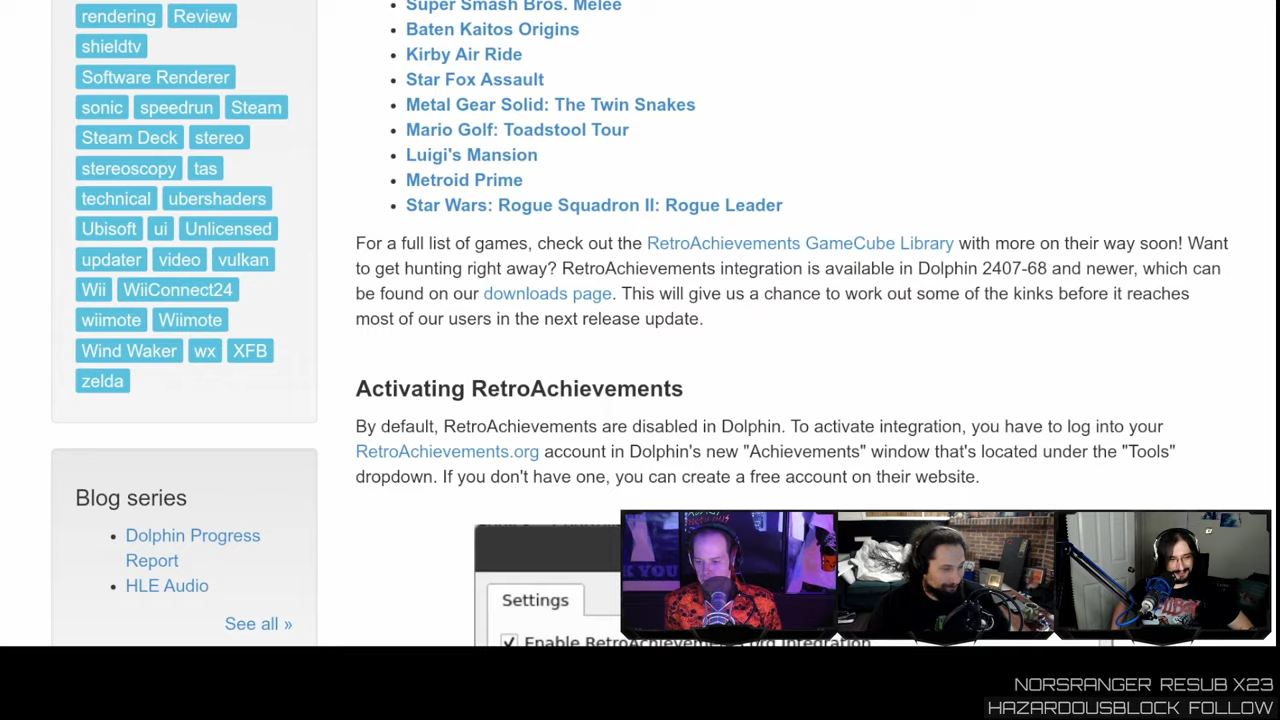 rendering Review
shieldtv
Software Renderer
sonic speedrun Steam
Steam Deck stereo
stereoscopy tas
technical ubershaders
Ubisoft ui Unlicensed
updater video vulkan
Wii WiiConnect24
wiimote Wiimote
Wind Waker wx XFB
zelda
Blog series
Dolphin Progress
Report
HLE Audio
See all »
Super Smash Bros. Melee
Baten Kaitos Origins
Kirby Air Ride
Star Fox Assault
Metal Gear Solid: The Twin Snakes
Mario Golf: Toadstool Tour
Luigi's Mansion
Metroid Prime
Star Wars: Rogue Squadron II: Rogue Leader
For a full list of games, check out the RetroAchievements GameCube Library with more on their way soon! Want
to get hunting right away? RetroAchievements integration is available in Dolphin 2407-68 and newer, which can
be found on our downloads page. This will give us a chance to work out some of the kinks before it reaches
most of our users in the next release update.
Activating RetroAchievements
By default, RetroAchievements are disabled in Dolphin. To activate integration, you have to log into your
RetroAchievements.org account in Dolphin's new "Achievements" window that's located under the "Tools"
dropdown. If you don't have one, you can create a free account on their website.
Settings
Enable RetroAchievements.org Integration
NORSRANGER RESUB X23
HAZARDOUSBLOCK FOLLOW